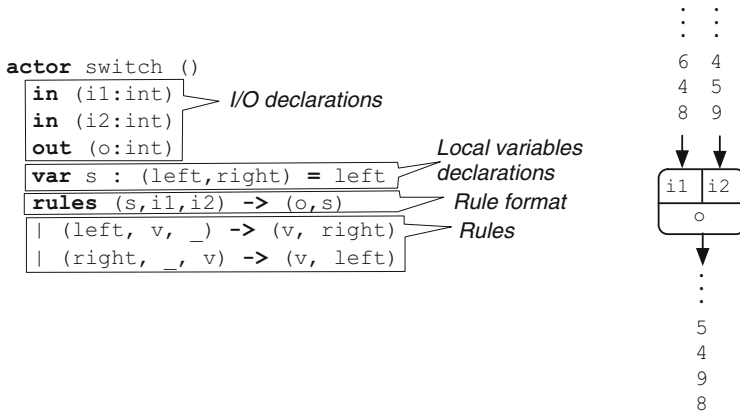 actor switch ()
in (i1:int)
in (i2:int)
out (o:int)
var s : (left,right) = left
rules (s,i1,i2) -> (o,s)
| (left, v, _) -> (v, right)
| (right, _, v) -> (v, left)
I/O declarations
Local variables
declarations
Rule format
Rules
6 4
4 5
8 9
i1 i2
o
5
4
9
8